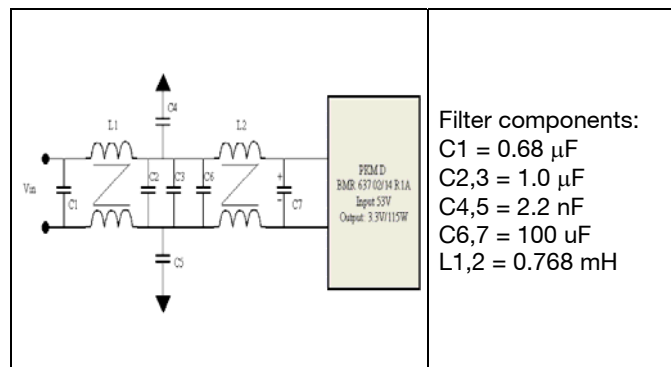 C4
L1
L2
Vin
C1
C2
C3
C6
C7
C5
PKM D
BMR 637 02/14 R1A
Input 53V
Output: 3.3V/115W
Filter components:
C1 = 0.68 μF
C2,3 = 1.0 μF
C4,5 = 2.2 nF
C6,7 = 100 uF
L1,2 = 0.768 mH